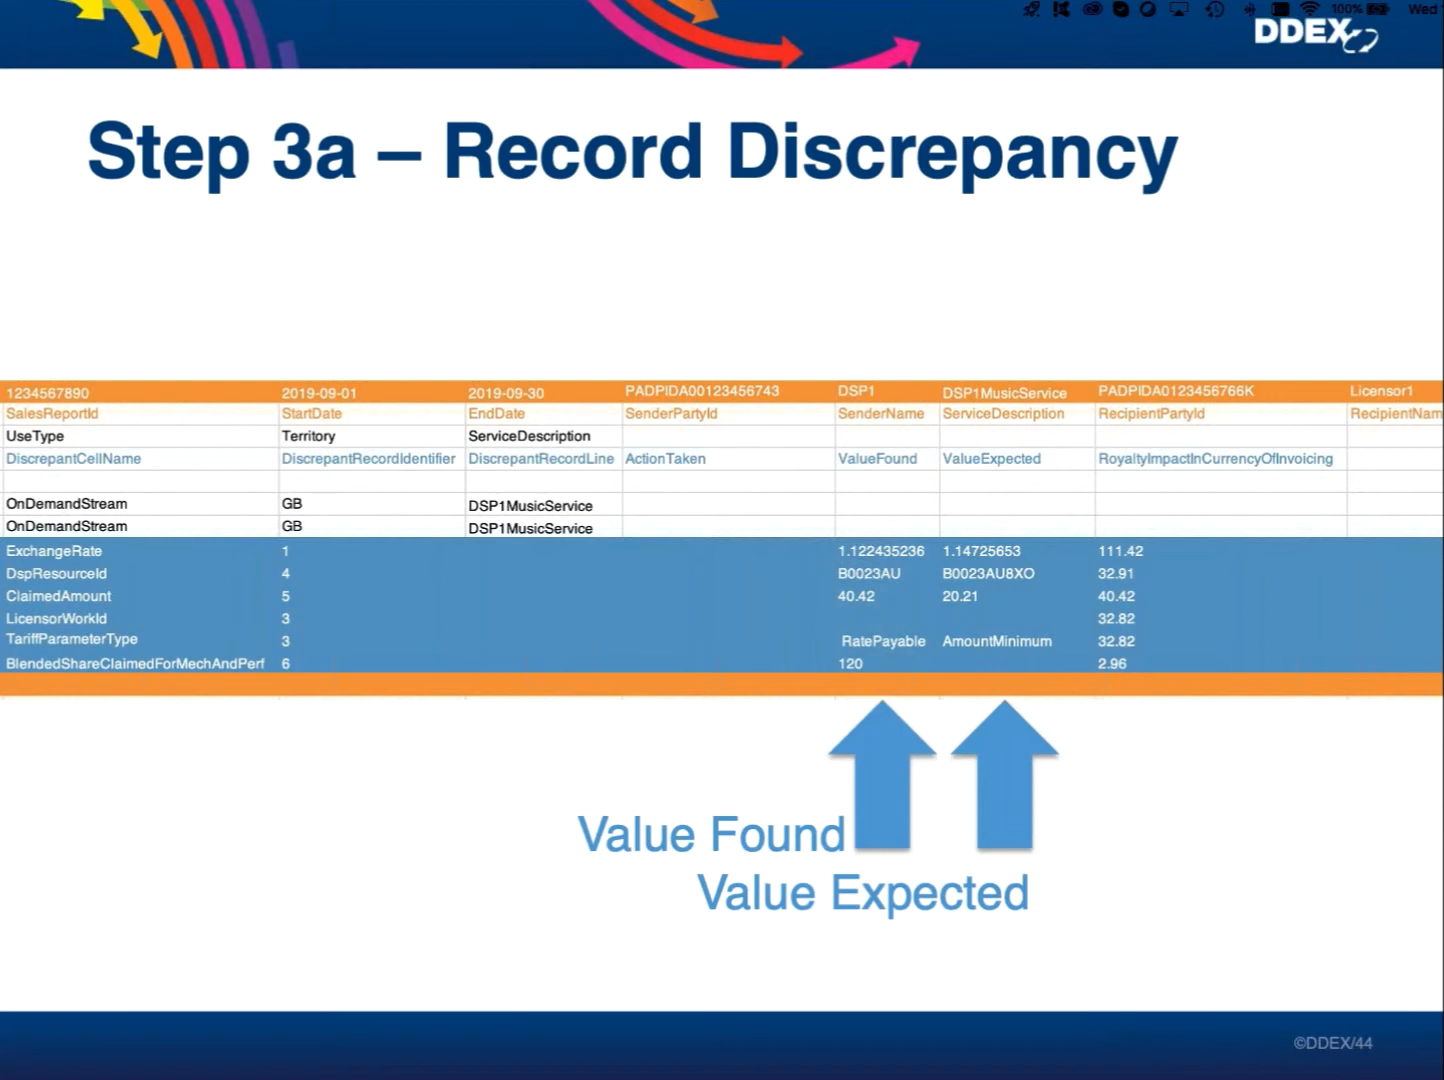 100% Wed
DDEX
Step 3a – Record Discrepancy
1234567890 2019-09-01 2019-09-30 PADPIDA00123456743 DSP1 DSP1MusicService PADPIDA0123456766K Licensor1
SalesReportId StartDate EndDate SenderPartyId SenderName ServiceDescription RecipientPartyId RecipientNam
UseType Territory ServiceDescription
DiscrepantCellName DiscrepantRecordIdentifier DiscrepantRecordLine ActionTaken ValueFound ValueExpected RoyaltyImpactInCurrencyOfInvoicing
OnDemandStream GB DSP1MusicService
OnDemandStream GB DSP1MusicService
ExchangeRate 1 1.122435236 1.14725653 111.42
DspResourceId 4 B0023AU B0023AU8XO 32.91
ClaimedAmount 5 40.42 20.21 40.42
LicensorWorkId 3 32.82
TariffParameterType 3 RatePayable AmountMinimum 32.82
BlendedShareClaimedForMechAndPerf 6 120 2.96
Value Found
Value Expected
©DDEX/44